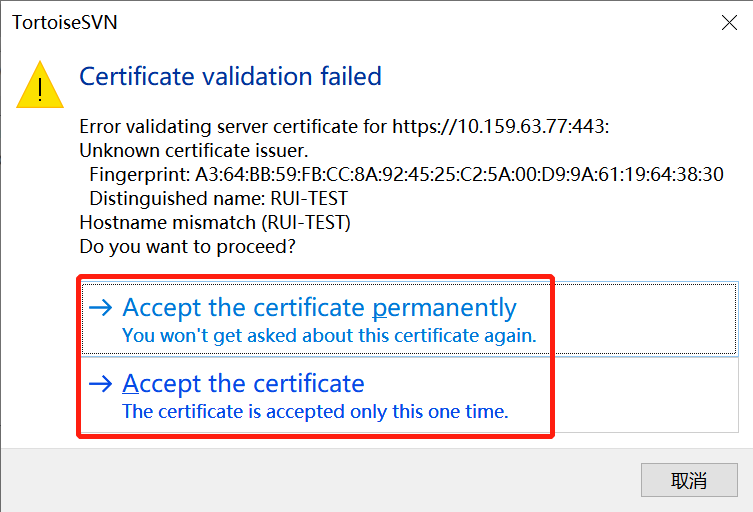 TortoiseSVN
Certificate validation failed
Error validating server certificate for https://10.159.63.77:443:
Unknown certificate issuer.
Fingerprint: A3:64:BB:59:FB:CC:8A:92:45:25:C2:5A:00:D9:9A:61:19:64:38:30
Distinguished name: RUI-TEST
Hostname mismatch (RUI-TEST)
Do you want to proceed?
→ Accept the certificate permanently
You won't get asked about this certificate again.
→ Accept the certificate
The certificate is accepted only this one time.
取消